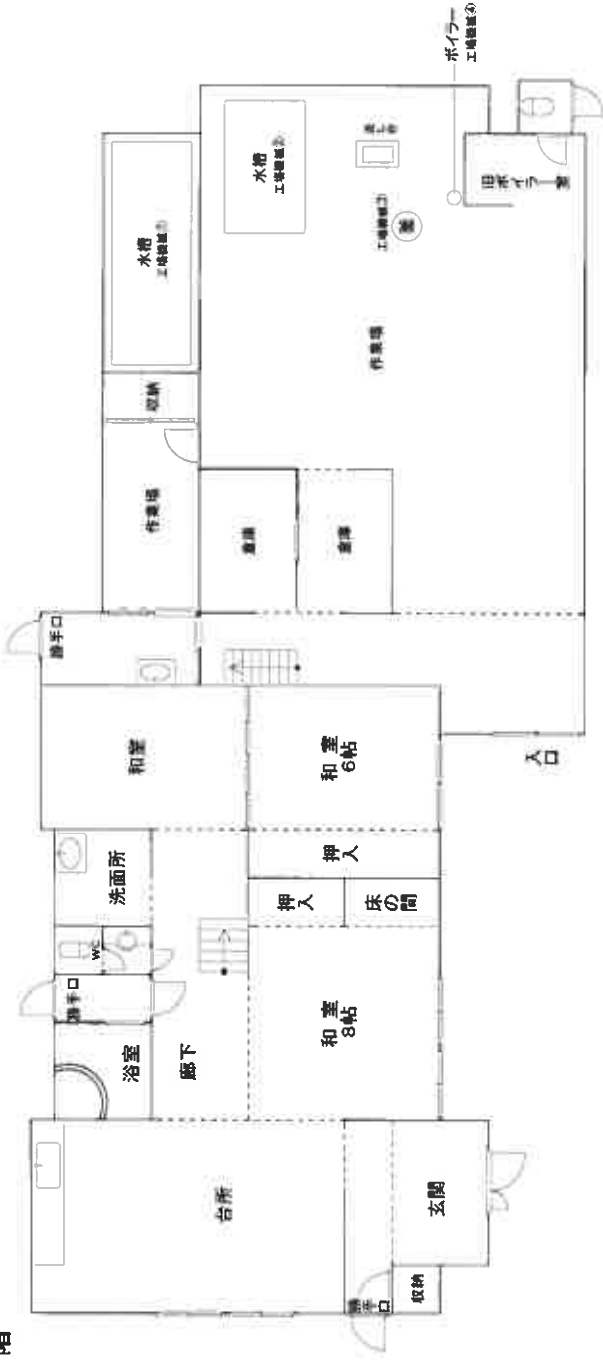 階
ボイラー
工場機械④
水槽
工場機械①
水槽
工場機械②
流し台
旧ボイラー室
工場機械③
釜
作業場
収納
作業場
倉庫
倉庫
勝手口
和室
和室
6帖
入口
洗面所
押入
押入
床の間
WC
勝手口
浴室
廊下
和室
8帖
台所
玄関
勝手口
収納